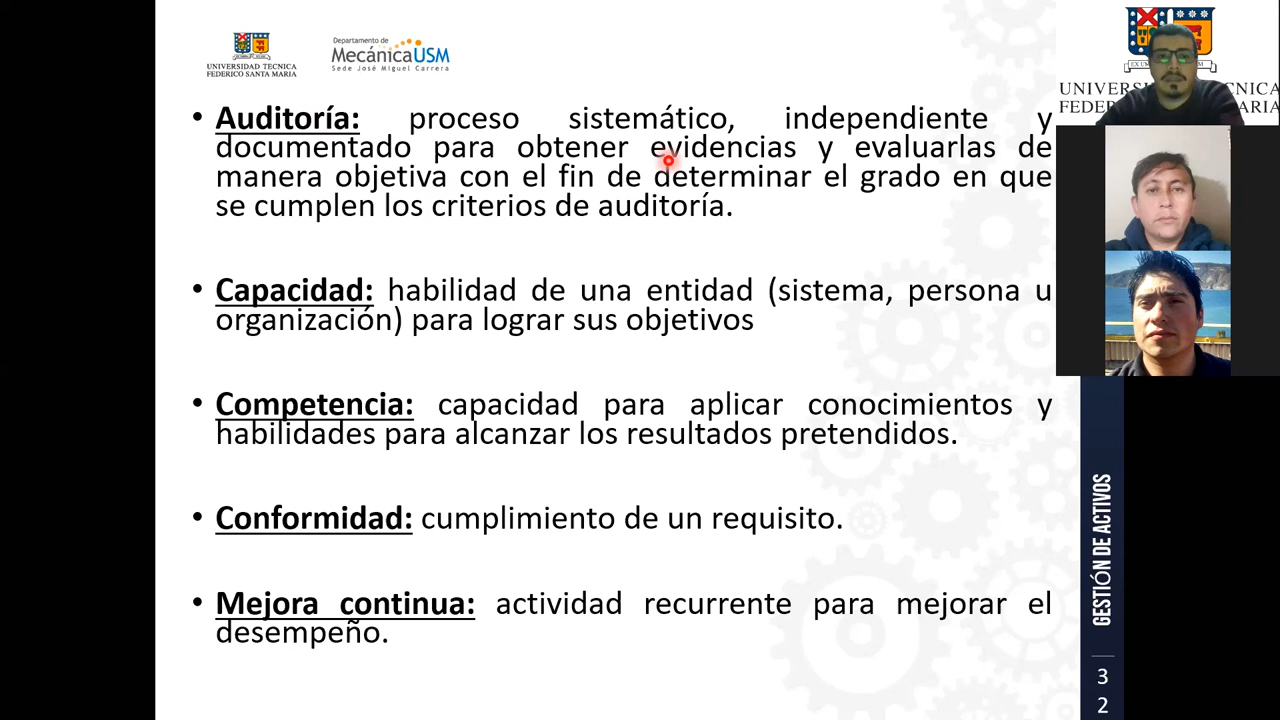 UNIVERSIDAD TECNICA
FEDERICO SANTA MARIA
Departamento de
MecánicaUSM
Sede José Miguel Carrera
• Auditoría: proceso sistemático, independiente y
documentado para obtener evidencias y evaluarlas de
manera objetiva con el fin de determinar el grado en que
se cumplen los criterios de auditoría.
• Capacidad: habilidad de una entidad (sistema, persona u
organización) para lograr sus objetivos
• Competencia: capacidad para aplicar conocimientos y
habilidades para alcanzar los resultados pretendidos.
• Conformidad: cumplimiento de un requisito.
• Mejora continua: actividad recurrente para mejorar el
desempeño.
GESTIÓN DE ACTIVOS
3
2